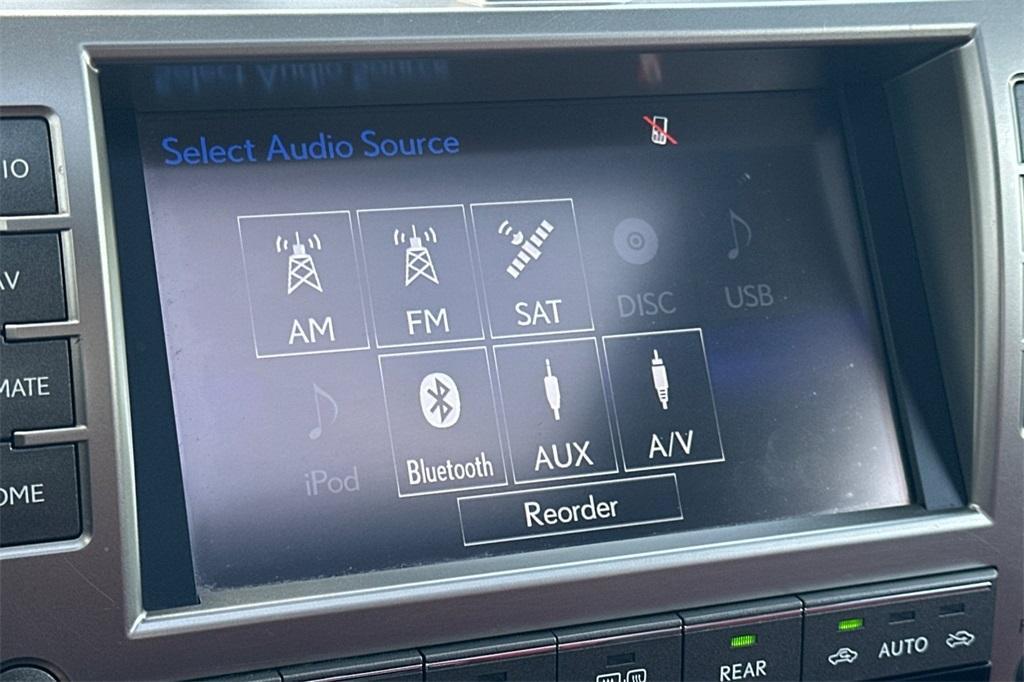 Select Audio Source
AM
FM
SAT
DISC
USB
iPod
Bluetooth
AUX
A/V
Reorder
IO
AV
MATE
OME
REAR
AUTO